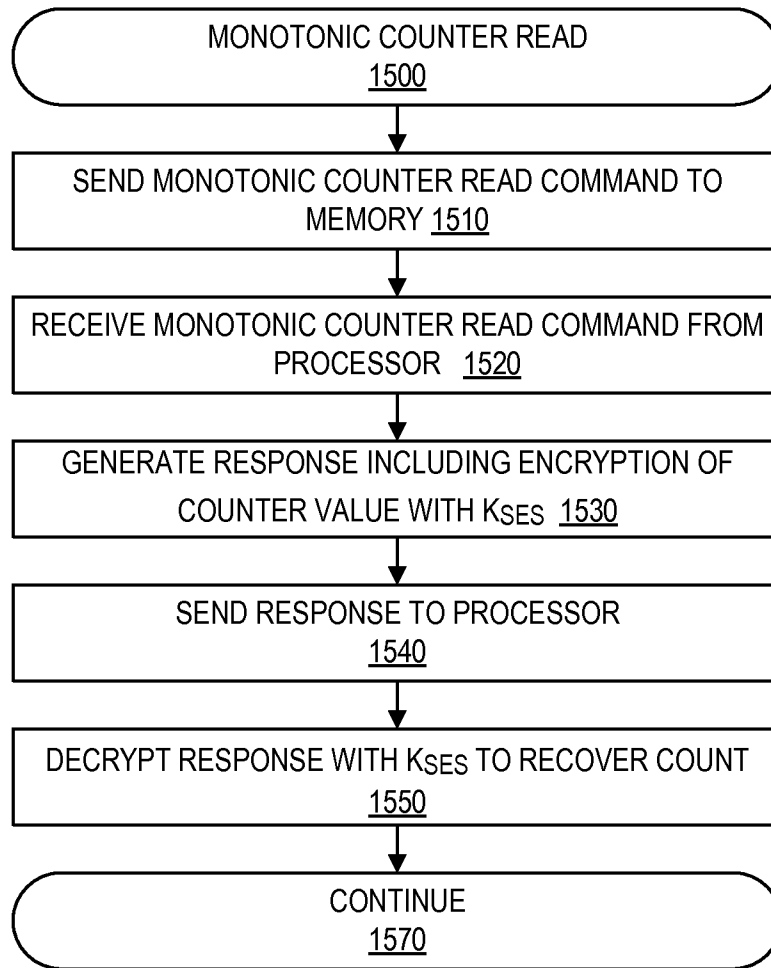 MONOTONIC COUNTER READ
1500
SEND MONOTONIC COUNTER READ COMMAND TO
MEMORY 1510
RECEIVE MONOTONIC COUNTER READ COMMAND FROM
PROCESSOR 1520
GENERATE RESPONSE INCLUDING ENCRYPTION OF
COUNTER VALUE WITH KSES 1530
SEND RESPONSE TO PROCESSOR
1540
DECRYPT RESPONSE WITH KSES TO RECOVER COUNT
1550
CONTINUE
1570